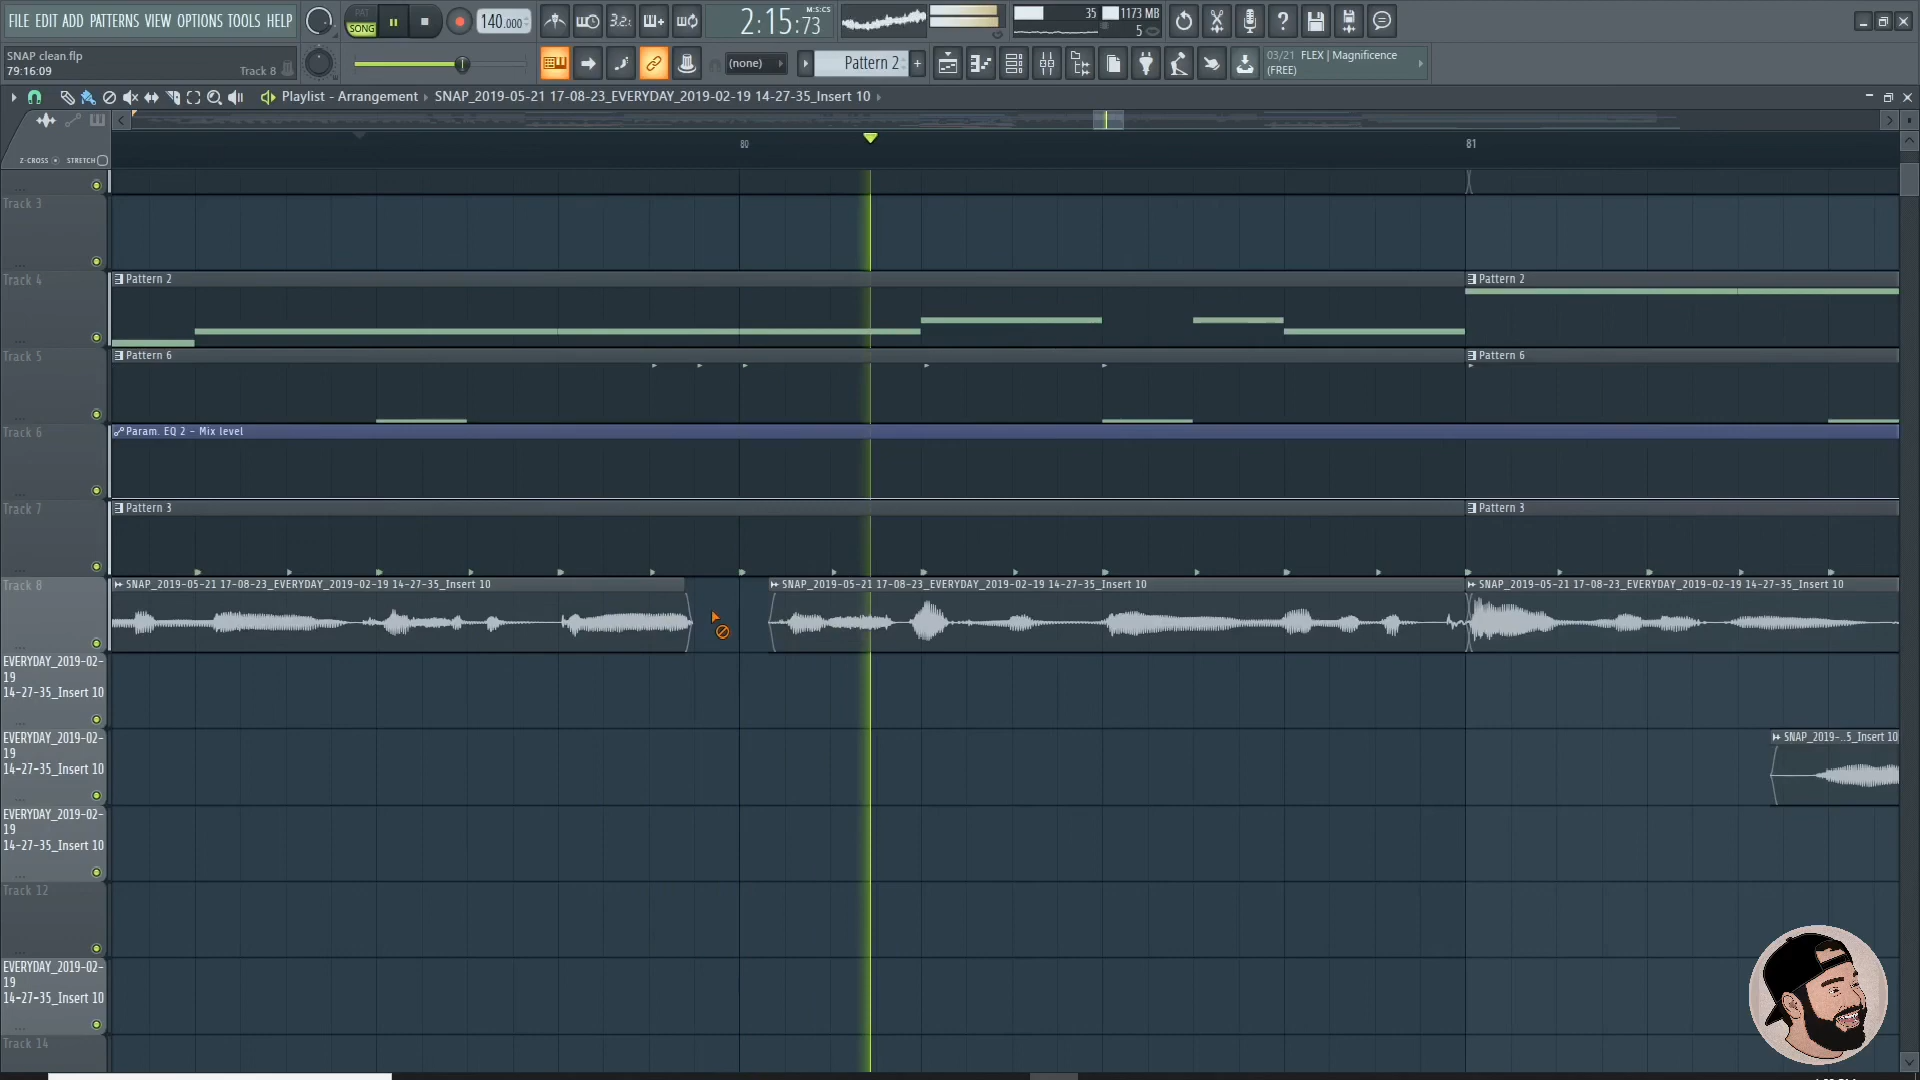 FILE EDIT ADD PATTERNS VIEW OPTIONS TOOLS HELP
PAT
SONG
140.000
3.2.
2:15:73
M:S:CS
35
1173 MB
5
SNAP clean.flp
79:16:09
Track 8
(none)
Pattern 2
+
03/21 FLEX | Magnificence
(FREE)
Playlist - Arrangement
SNAP_2019-05-21 17-08-23_EVERYDAY_2019-02-19 14-27-35_Insert 10
Z-CROSS
STRETCH
80
81
Track 3
Track 4
Pattern 2
Pattern 2
Track 5
Pattern 6
Pattern 6
Track 6
Param. EQ 2 - Mix level
Track 7
Pattern 3
Pattern 3
Track 8
SNAP_2019-05-21 17-08-23_EVERYDAY_2019-02-19 14-27-35_Insert 10
SNAP_2019-05-21 17-08-23_EVERYDAY_2019-02-19 14-27-35_Insert 10
SNAP_2019-05-21 17-08-23_EVERYDAY_2019-02-19 14-27-35_Insert 10
EVERYDAY_2019-02-
19
14-27-35_Insert 10
EVERYDAY_2019-02-
19
14-27-35_Insert 10
SNAP_2019-..5_Insert 10
EVERYDAY_2019-02-
19
14-27-35_Insert 10
Track 12
EVERYDAY_2019-02-
19
14-27-35_Insert 10
Track 14